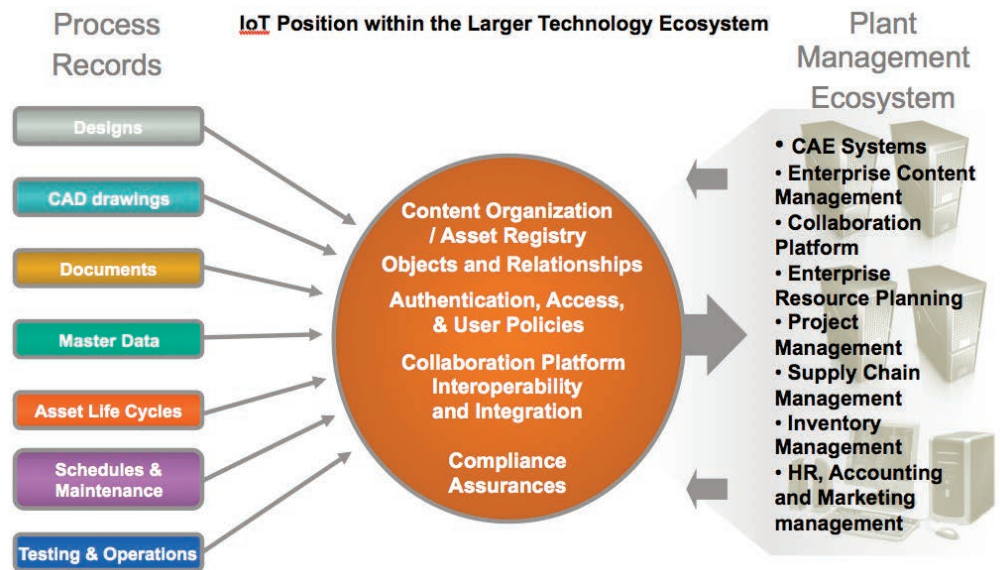 Process
Records
IoT Position within the Larger Technology Ecosystem
Plant
Management
Ecosystem
Designs
CAD drawings
Documents
Master Data
Asset Life Cycles
Schedules &
Maintenance
Testing & Operations
Content Organization
/ Asset Registry
Objects and Relationships
Authentication, Access,
& User Policies
Collaboration Platform
Interoperability
and Integration
Compliance
Assurances
• CAE Systems
• Enterprise Content
Management
• Collaboration
Platform
• Enterprise
Resource Planning
• Project
Management
• Supply Chain
Management
• Inventory
Management
• HR, Accounting
and Marketing
management